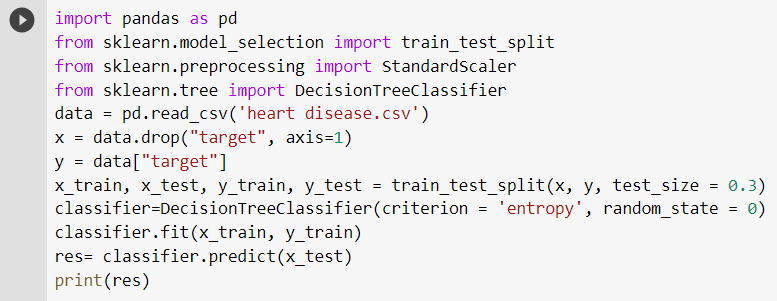 import pandas as pd
from sklearn.model_selection import train_test_split
from sklearn.preprocessing import StandardScaler
from sklearn.tree import DecisionTreeClassifier
data = pd.read_csv('heart disease.csv')
x = data.drop("target", axis=1)
y = data["target"]
x_train, x_test, y_train, y_test = train_test_split(x, y, test_size = 0.3)
classifier=DecisionTreeClassifier(criterion = 'entropy', random_state = 0)
classifier.fit(x_train, y_train)
res= classifier.predict(x_test)
print(res)